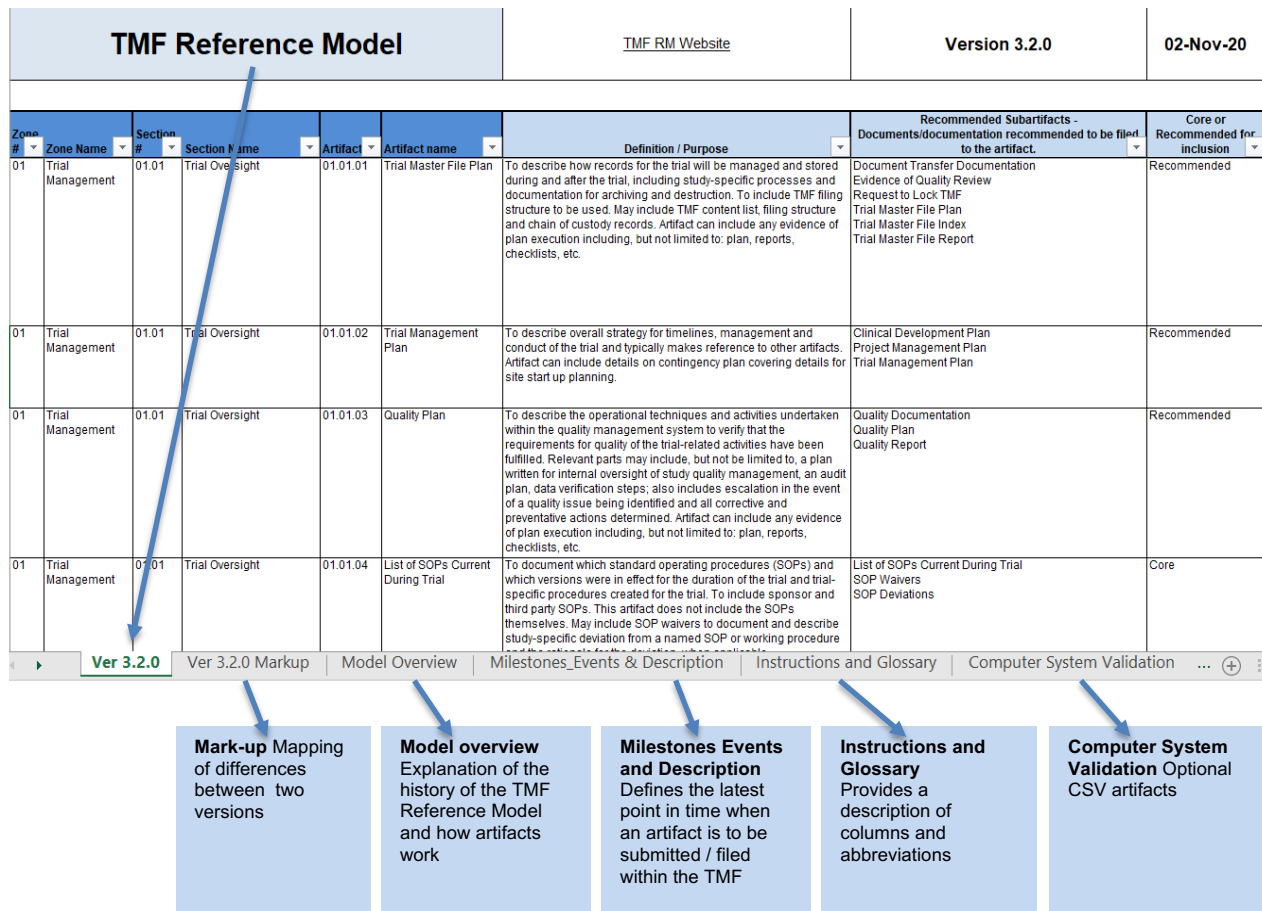 TMF Reference Model
TMF RM Website
Version 3.2.0
02-Nov-20
Zone
#
Zone Name
Section
#
Section Name
Artifact
Artifact name
Definition / Purpose
Recommended Subartifacts -
Documents/documentation recommended to be filed
to the artifact.
Core or
Recommended for
inclusion
01
Trial
Management
01.01
Trial Oversight
01.01.01
Trial Master File Plan
To describe how records for the trial will be managed and stored
during and after the trial, including study-specific processes and
documentation for archiving and destruction. To include TMF filing
structure to be used. May include TMF content list, filing structure
and chain of custody records. Artifact can include any evidence of
plan execution including, but not limited to: plan, reports,
checklists, etc.
Document Transfer Documentation
Evidence of Quality Review
Request to Lock TMF
Trial Master File Plan
Trial Master File Index
Trial Master File Report
Recommended
01
Trial
Management
01.01
Trial Oversight
01.01.02
Trial Management
Plan
To describe overall strategy for timelines, management and
conduct of the trial and typically makes reference to other artifacts.
Artifact can include details on contingency plan covering details for
site start up planning.
Clinical Development Plan
Project Management Plan
Trial Management Plan
Recommended
01
Trial
Management
01.01
Trial Oversight
01.01.03
Quality Plan
To describe the operational techniques and activities undertaken
within the quality management system to verify that the
requirements for quality of the trial-related activities have been
fulfilled. Relevant parts may include, but not be limited to, a plan
written for internal oversight of study quality management, an audit
plan, data verification steps; also includes escalation in the event
of a quality issue being identified and all corrective and
preventative actions determined. Artifact can include any evidence
of plan execution including, but not limited to: plan, reports,
checklists, etc.
Quality Documentation
Quality Plan
Quality Report
Recommended
01
Trial
Management
01.01
Trial Oversight
01.01.04
List of SOPs Current
During Trial
To document which standard operating procedures (SOPs) and
which versions were in effect for the duration of the trial and trial-
specific procedures created for the trial. To include sponsor and
third party SOPs. This artifact does not include the SOPs
themselves. May include SOP waivers to document and describe
study-specific deviation from a named SOP or working procedure
and the rationale for the deviation, when applicable.
List of SOPs Current During Trial
SOP Waivers
SOP Deviations
Core
Ver 3.2.0
Ver 3.2.0 Markup
Model Overview
Milestones_Events & Description
Instructions and Glossary
Computer System Validation
...
Mark-up Mapping
of differences
between two
versions
Model overview
Explanation of the
history of the TMF
Reference Model
and how artifacts
work
Milestones Events
and Description
Defines the latest
point in time when
an artifact is to be
submitted / filed
within the TMF
Instructions and
Glossary
Provides a
description of
columns and
abbreviations
Computer System
Validation Optional
CSV artifacts